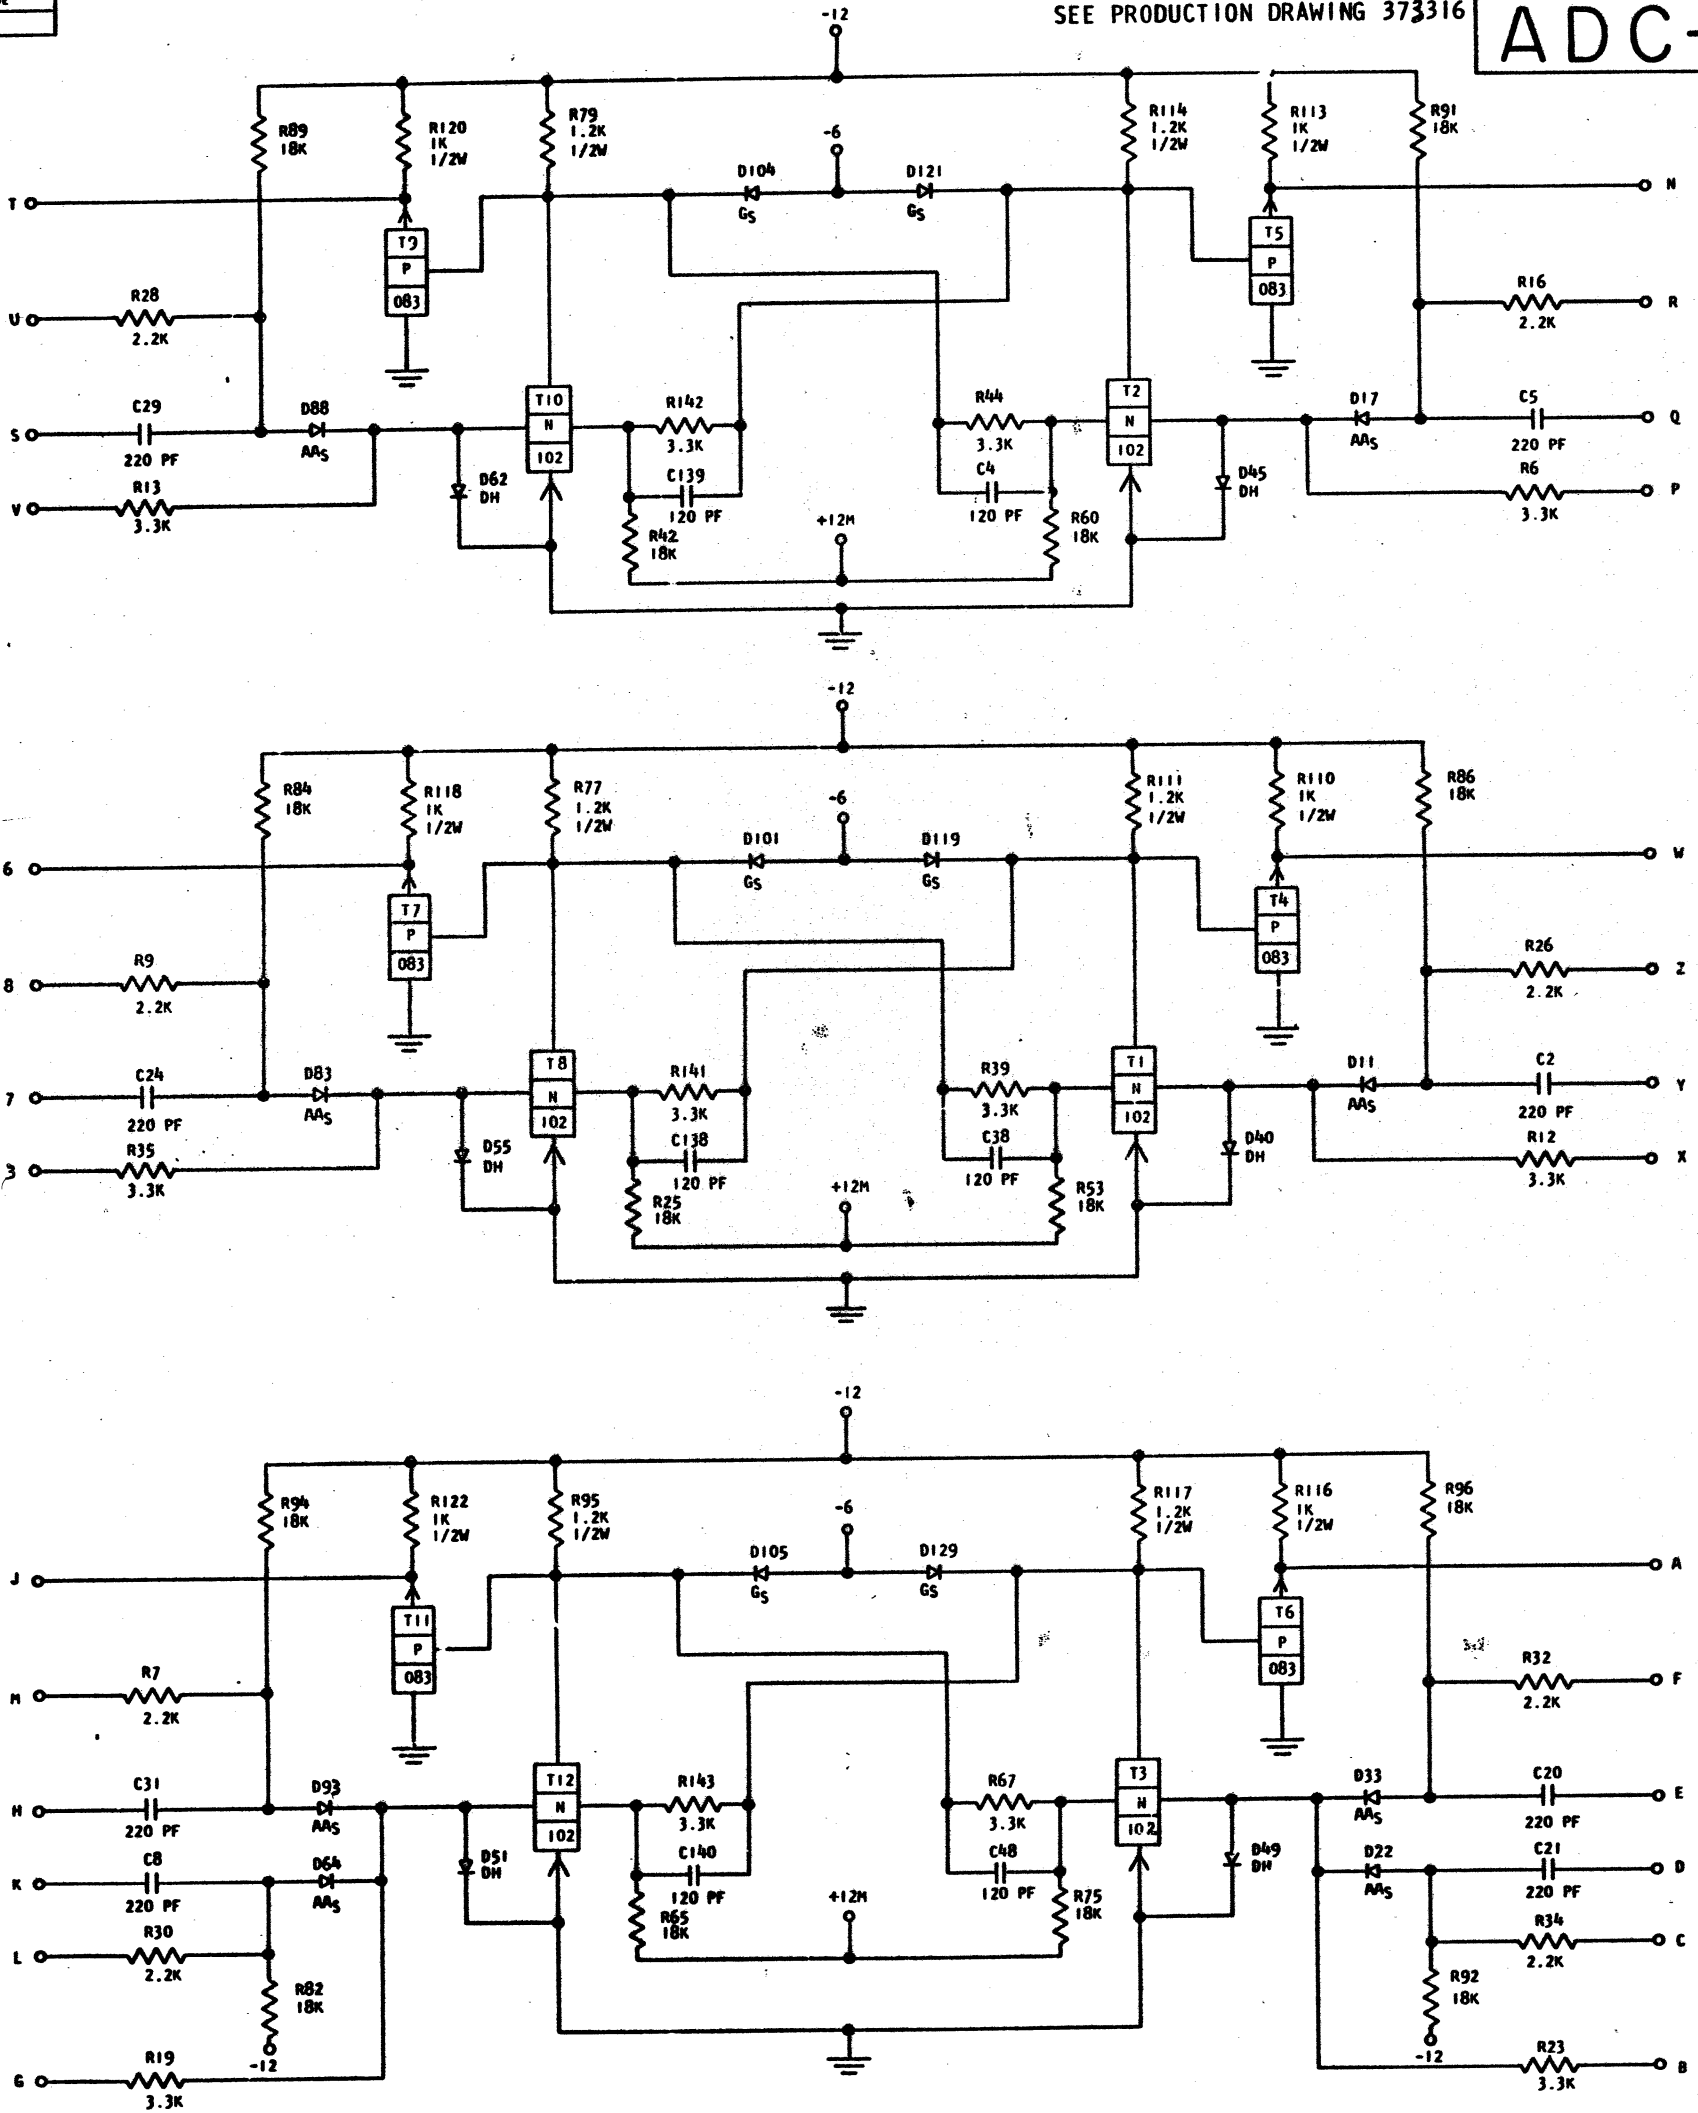 SEE PRODUCTION DRAWING 373316
ADC-
-12
R89
18K
R120
1K
1/2W
R79
1.2K
1/2W
-6
R114
1.2K
1/2W
R113
1K
1/2W
R91
18K
D104
GS
D121
GS
T
N
T9
P
083
T5
P
083
U
R28
2.2K
R16
2.2K
R
S
C29
220 PF
D88
AAS
T10
N
102
R142
3.3K
R44
3.3K
T2
N
102
D17
AAS
C5
220 PF
Q
V
R13
3.3K
D62
DH
C139
120 PF
C4
120 PF
D45
DH
R6
3.3K
P
R42
18K
+12M
R60
18K
-12
R84
18K
R118
1K
1/2W
R77
1.2K
1/2W
-6
R111
1.2K
1/2W
R110
1K
1/2W
R86
18K
D101
GS
D119
GS
6
W
T7
P
083
T4
P
083
8
R9
2.2K
R26
2.2K
Z
7
C24
220 PF
D83
AAS
T8
N
102
R141
3.3K
R39
3.3K
T1
N
102
D11
AAS
C2
220 PF
Y
3
R35
3.3K
D55
DH
C138
120 PF
C38
120 PF
D40
DH
R12
3.3K
X
R25
18K
+12M
R53
18K
-12
R94
18K
R122
1K
1/2W
R95
1.2K
1/2W
-6
R117
1.2K
1/2W
R116
1K
1/2W
R96
18K
D105
GS
D129
GS
J
A
T11
P
083
T6
P
083
M
R7
2.2K
R32
2.2K
F
H
C31
220 PF
D93
AAS
T12
N
102
R143
3.3K
R67
3.3K
T3
N
102
D33
AAS
C20
220 PF
E
K
C8
220 PF
D64
AAS
D51
DH
C140
120 PF
C48
120 PF
D49
DH
D22
AAS
C21
220 PF
D
L
R30
2.2K
R65
18K
+12M
R75
18K
R34
2.2K
C
R82
18K
-12
R92
18K
-12
G
R19
3.3K
R23
3.3K
B